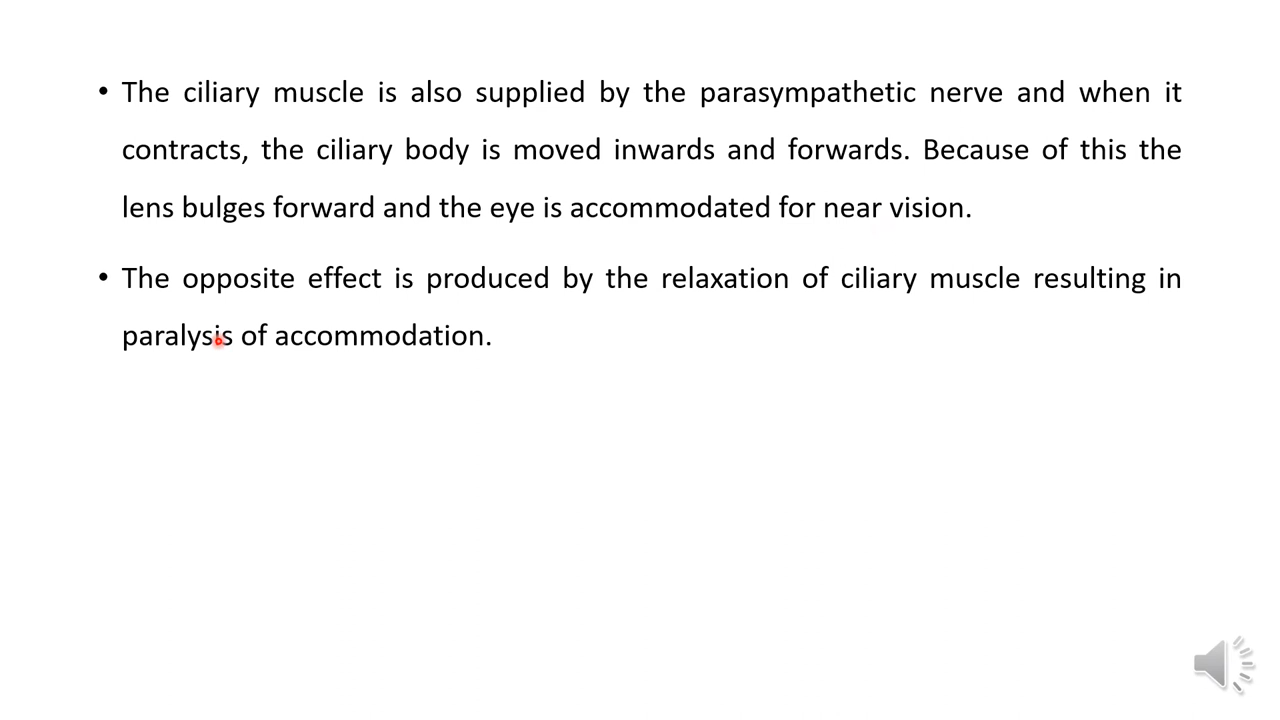 • The ciliary muscle is also supplied by the parasympathetic nerve and when it
contracts, the ciliary body is moved inwards and forwards. Because of this the
lens bulges forward and the eye is accommodated for near vision.
• The opposite effect is produced by the relaxation of ciliary muscle resulting in
paralysis of accommodation.